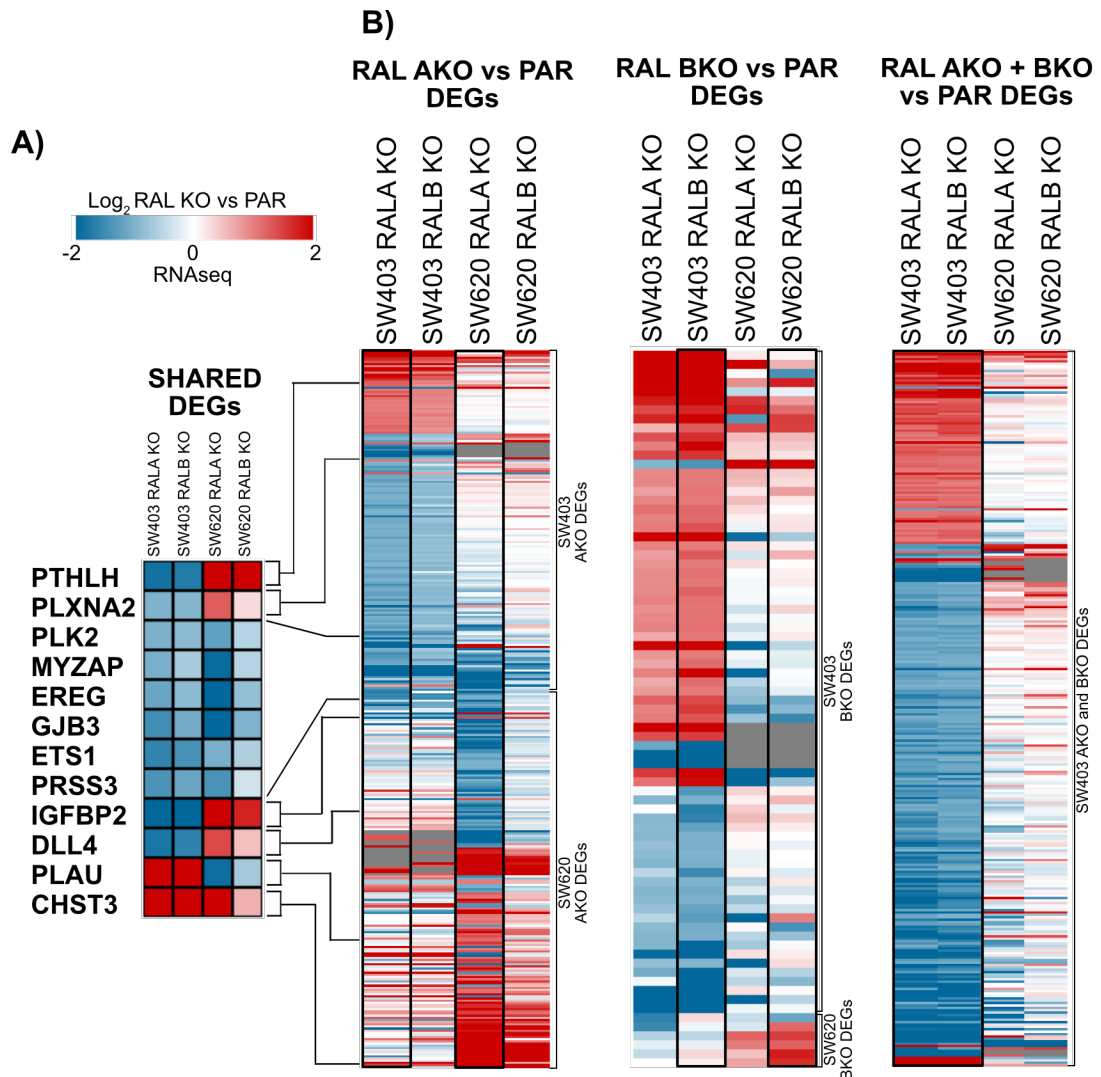 B)
RAL AKO vs PAR
DEGs
RAL BKO vs PAR
DEGs
RAL AKO + BKO
vs PAR DEGs
A)
Log2 RAL KO vs PAR
-2
0
2
RNAseq
SW403 RALA KO
SW403 RALB KO
SW620 RALA KO
SW620 RALB KO
SW403 RALA KO
SW403 RALB KO
SW620 RALA KO
SW620 RALB KO
SW403 RALA KO
SW403 RALB KO
SW620 RALA KO
SW620 RALB KO
SHARED
DEGs
SW403 RALA KO
SW403 RALB KO
SW620 RALA KO
SW620 RALB KO
PTHLH
PLXNA2
PLK2
MYZAP
EREG
GJB3
ETS1
PRSS3
IGFBP2
DLL4
PLAU
CHST3
SW403
AKO DEGs
SW620
AKO DEGs
SW403
BKO DEGs
SW620
BKO DEGs
SW403 AKO and BKO DEGs